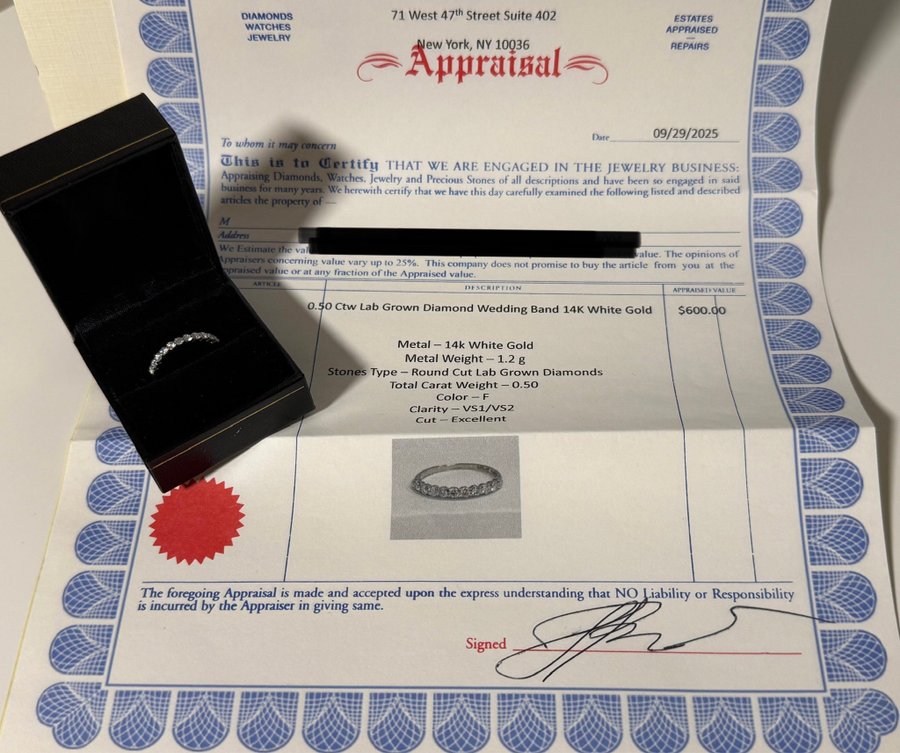 DIAMONDS
WATCHES
JEWELRY
71 West 47th Street Suite 402
New York, NY 10036
ESTATES
APPRAISED
REPAIRS
Appraisal
Date 09/29/2025
To whom it may concern
This is to Certify THAT WE ARE ENGAGED IN THE JEWELRY BUSINESS:
Appraising Diamonds, Watches, Jewelry and Precious Stones of all descriptions and have been so engaged in said
business for many years. We herewith certify that we have this day carefully examined the following listed and described
articles the property of —
M
Address
We Estimate the value. The opinions of
Appraisers concerning value vary up to 25%. This company does not promise to buy the article from you at the
appraised value or at any fraction of the Appraised value.
ARTICLE
DESCRIPTION
APPRAISED VALUE
0.50 Ctw Lab Grown Diamond Wedding Band 14K White Gold
$600.00
Metal – 14k White Gold
Metal Weight – 1.2 g
Stones Type – Round Cut Lab Grown Diamonds
Total Carat Weight – 0.50
Color – F
Clarity – VS1/VS2
Cut – Excellent
The foregoing Appraisal is made and accepted upon the express understanding that NO Liability or Responsibility
is incurred by the Appraiser in giving same.
Signed